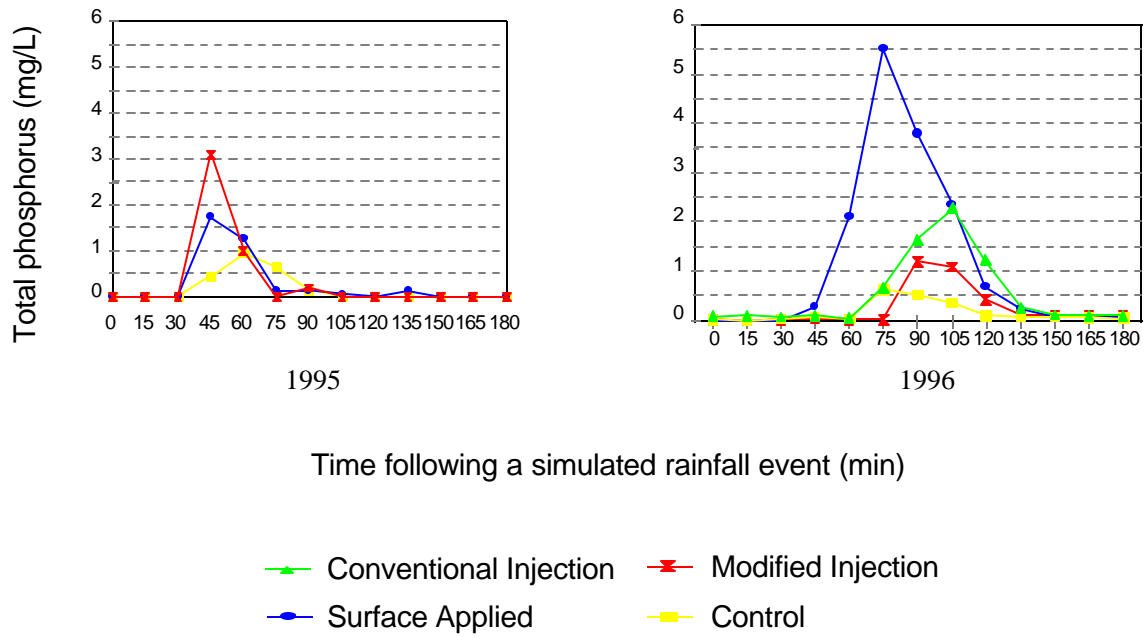 Total phosphorus (mg/L)
6
5
4
3
2
1
0
0 15 30 45 60 75 90 105 120 135 150 165 180
1995
6
5
4
3
2
1
0
0 15 30 45 60 75 90 105 120 135 150 165 180
1996
Time following a simulated rainfall event (min)
Conventional Injection
Modified Injection
Surface Applied
Control